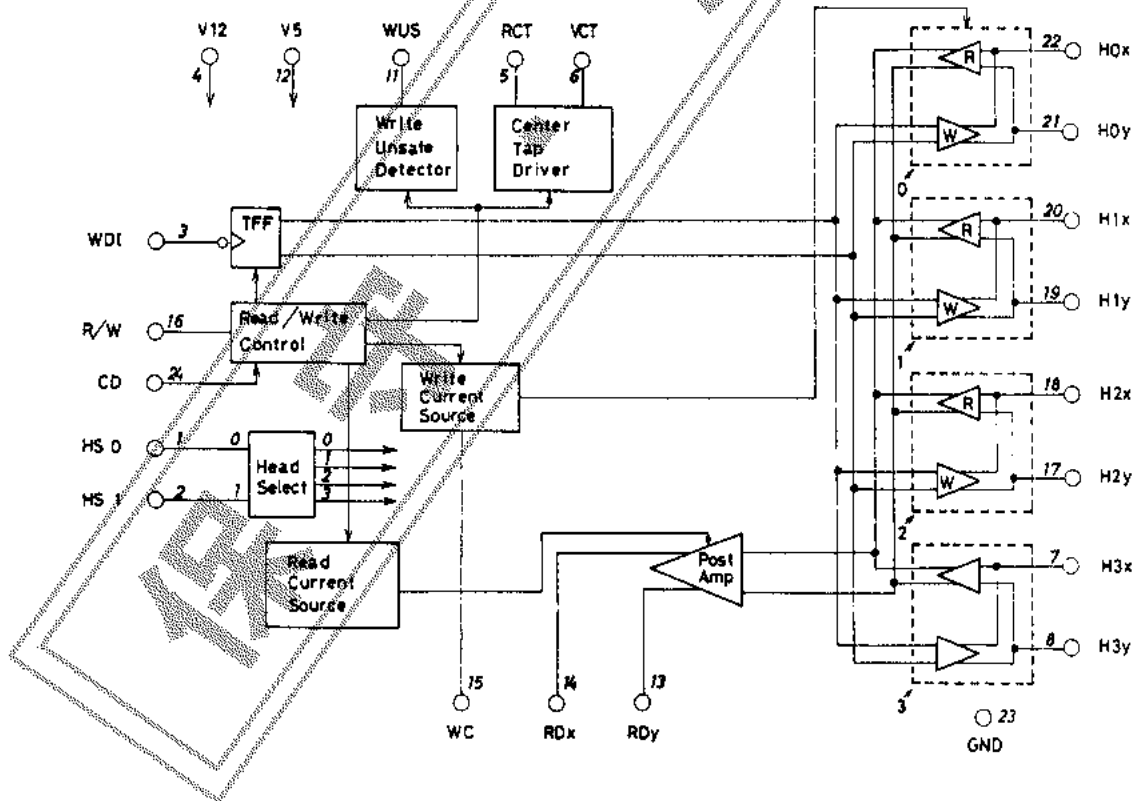 V12 V5 WUS RCT VCT
4 12 11 5 6
Write Unsafe Detector
Center Tap Driver
WDI 3 TFF
R/W 16 Read/Write Control
CD 24
Write Current Source
HS 0 1 0 Head Select 0
1
2
HS 1 2 1 3
Read Current Source
Post Amp
15 14 13
WC RDx RDy
R 22 H0x
W 21 H0y
0
R 20 H1x
W 19 H1y
1
R 18 H2x
W 17 H2y
2
7 H3x
8 H3y
3
23
GND